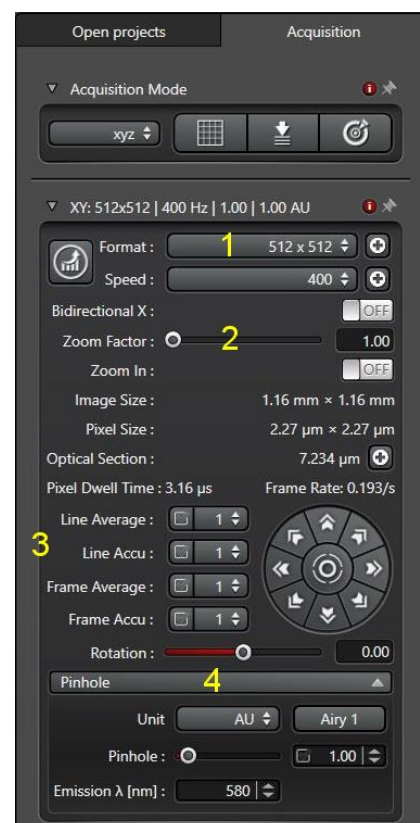 Open projects Acquisition
Acquisition Mode
xyz
XY: 512x512 | 400 Hz | 1.00 | 1.00 AU
Format : 1 512 x 512
Speed : 400
Bidirectional X : OFF
Zoom Factor : 2 1.00
Zoom In : OFF
Image Size : 1.16 mm × 1.16 mm
Pixel Size : 2.27 µm × 2.27 µm
Optical Section : 7.234 µm
Pixel Dwell Time : 3.16 µs Frame Rate: 0.193/s
Line Average : 1
3 Line Accu : 1
Frame Average : 1
Frame Accu : 1
Rotation : 0.00
Pinhole 4
Unit AU Airy 1
Pinhole : 1.00
Emission λ [nm] : 580